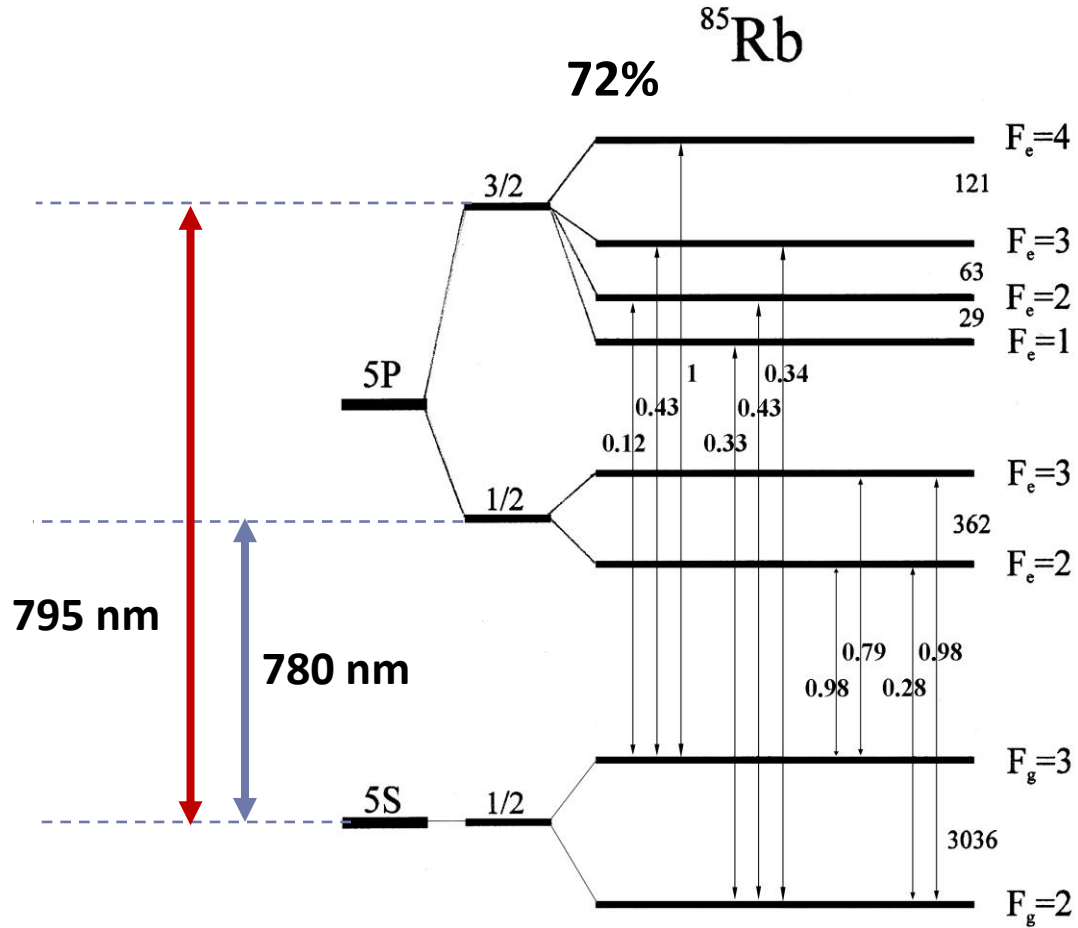 ⁸⁵Rb
72%
Fₑ=4
121
3/2
Fₑ=3
63
Fₑ=2
29
Fₑ=1
5P
1
0.34
0.43
0.43
0.12
0.33
Fₑ=3
1/2
362
Fₑ=2
795 nm
780 nm
0.79
0.98
0.98
0.28
F_g=3
5S
1/2
3036
F_g=2